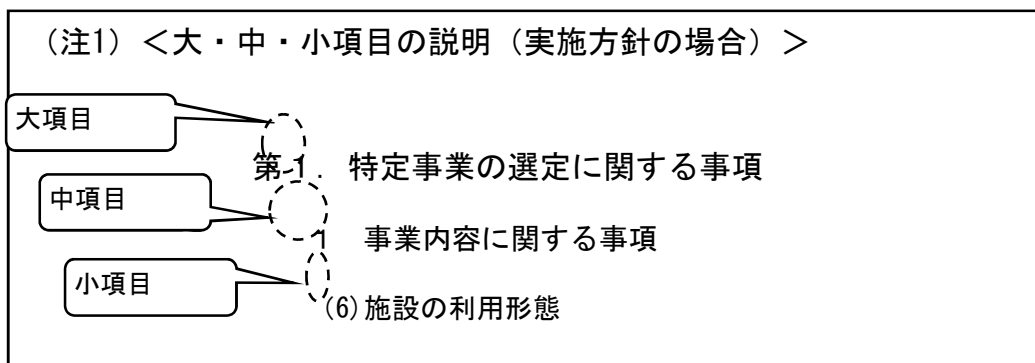 （注1）＜大・中・小項目の説明（実施方針の場合）＞
大項目
第1． 特定事業の選定に関する事項
中項目
1 事業内容に関する事項
小項目
(6)施設の利用形態